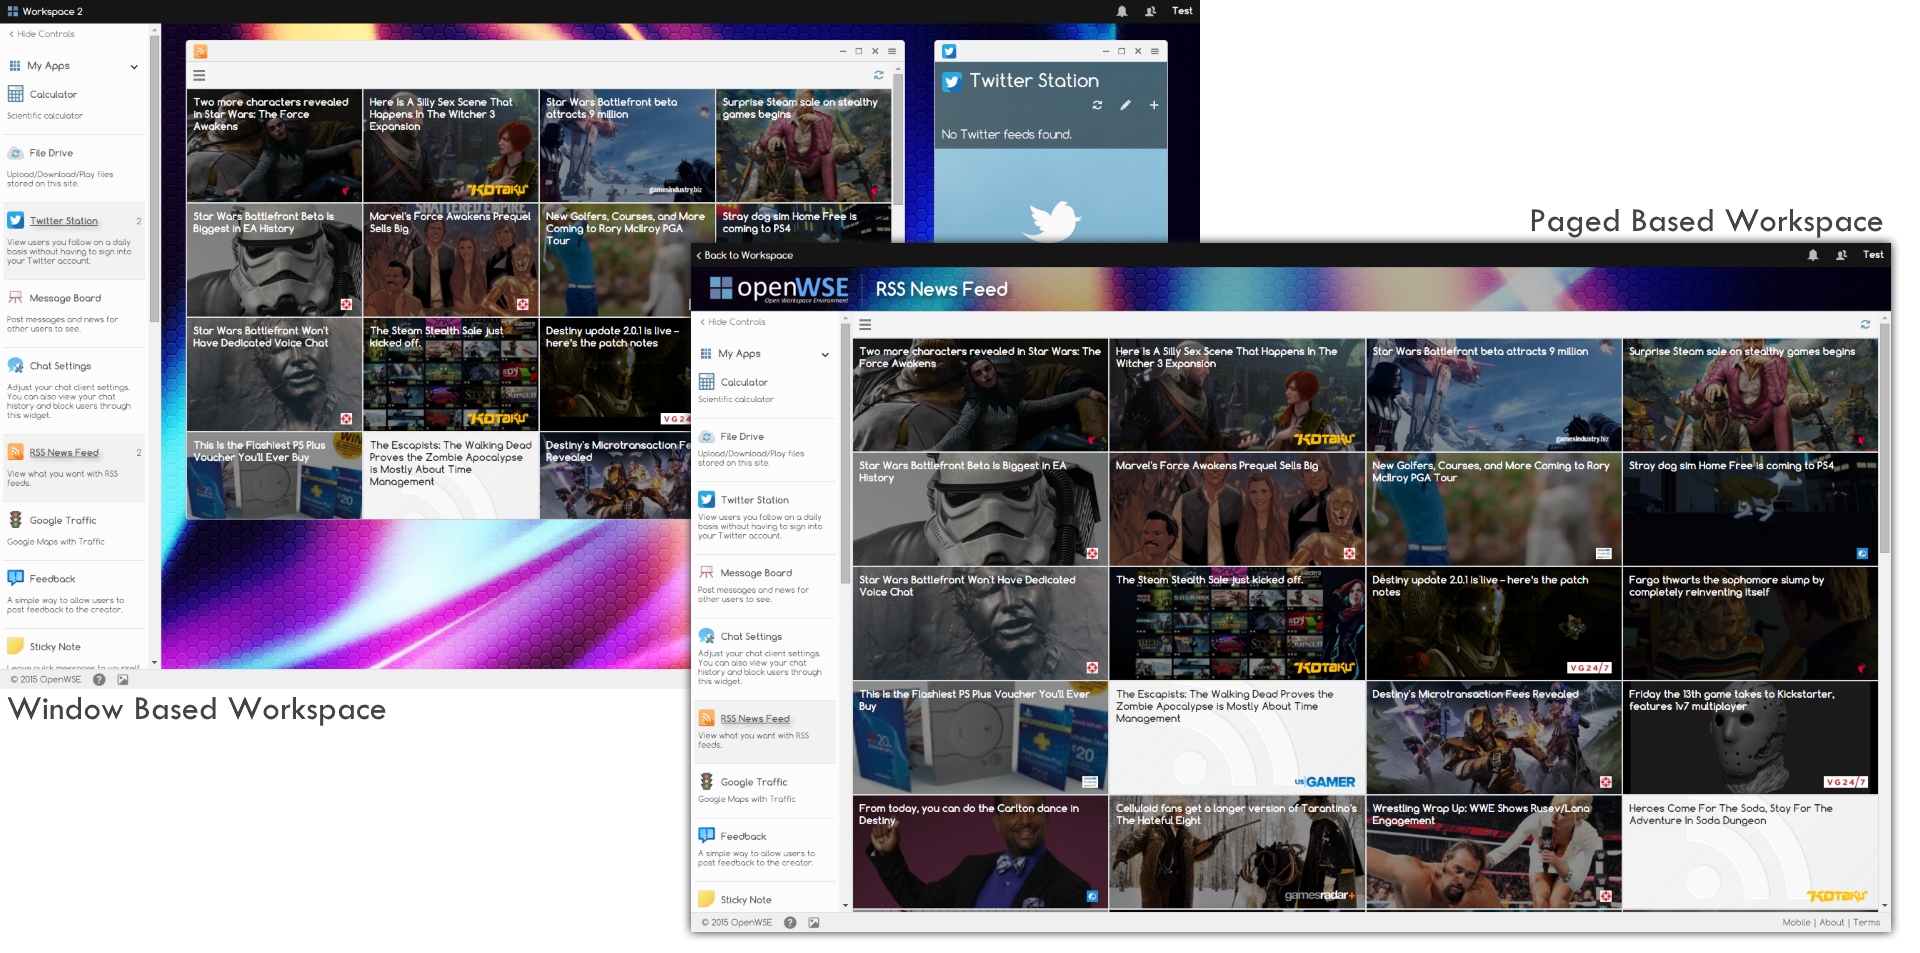 Workspace 2
Test
Hide Controls
My Apps
Calculator
Scientific calculator
File Drive
Upload/Download/Play files
stored on this site.
Twitter Station
2
View users you follow on a daily
basis without having to sign into
your Twitter account.
Message Board
Post messages and news for
other users to see.
Chat Settings
Adjust your chat client settings.
You can also view your chat
history and block users through
this widget.
RSS News Feed
2
View what you want with RSS
feeds.
Google Traffic
Google Maps with Traffic
Feedback
A simple way to allow users to
post feedback to the creator.
Sticky Note
Leave quick messages to yourself
© 2015 OpenWSE
Two more characters revealed
in Star Wars: The Force
Awakens
Here Is A Silly Sex Scene That
Happens In The Witcher 3
Expansion
KOTAKU
Star Wars Battlefront beta
attracts 9 million
gamesindustry.biz
Surprise Steam sale on stealthy
games begins
Star Wars Battlefront Beta Is
Biggest in EA History
SHATTERED EMPIRE
Marvel's Force Awakens Prequel
Sells Big
New Golfers, Courses, and More
Coming to Rory McIlroy PGA
Tour
Stray dog sim Home Free is
coming to PS4
Star Wars Battlefront Won't
Have Dedicated Voice Chat
The Steam Stealth Sale just
kicked off.
KOTAKU
Destiny update 2.0.1 is live –
here's the patch notes
VG24
This Is the Flashiest PS Plus
Voucher You'll Ever Buy
The Escapists: The Walking Dead
Proves the Zombie Apocalypse
is Mostly About Time
Management
Destiny's Microtransaction Fe
Revealed
Twitter Station
No Twitter feeds found.
Window Based Workspace
Paged Based Workspace
Back to Workspace
Test
openWSE
Open Workspace Environment
RSS News Feed
Hide Controls
My Apps
Calculator
Scientific calculator
File Drive
Upload/Download/Play files
stored on this site.
Twitter Station
View users you follow on a daily
basis without having to sign into
your Twitter account.
Message Board
Post messages and news for
other users to see.
Chat Settings
Adjust your chat client settings.
You can also view your chat
history and block users through
this widget.
RSS News Feed
View what you want with RSS
feeds.
Google Traffic
Google Maps with Traffic
Feedback
A simple way to allow users to
post feedback to the creator.
Sticky Note
Two more characters revealed in Star Wars: The
Force Awakens
Here Is A Silly Sex Scene That Happens In The
Witcher 3 Expansion
KOTAKU
Star Wars Battlefront beta attracts 9 million
gamesindustry.biz
Surprise Steam sale on stealthy games begins
Star Wars Battlefront Beta Is Biggest in EA
History
Marvel's Force Awakens Prequel Sells Big
New Golfers, Courses, and More Coming to Rory
McIlroy PGA Tour
Stray dog sim Home Free is coming to PS4
Star Wars Battlefront Won't Have Dedicated
Voice Chat
The Steam Stealth Sale just kicked off.
KOTAKU
Destiny update 2.0.1 is live – here's the patch
notes
VG24/7
Fargo thwarts the sophomore slump by
completely reinventing itself
This Is the Flashiest PS Plus Voucher You'll Ever
Buy
The Escapists: The Walking Dead Proves the
Zombie Apocalypse is Mostly About Time
Management
USGAMER
Destiny's Microtransaction Fees Revealed
Friday the 13th game takes to Kickstarter,
features 1v7 multiplayer
VG24/7
From today, you can do the Carlton dance in
Destiny
Celluloid fans get a longer version of Tarantino's
The Hateful Eight
gamesradar+
Wrestling Wrap Up: WWE Shows Rusev/Lana
Engagement
Heroes Come For The Soda, Stay For The
Adventure In Soda Dungeon
KOTAKU
© 2015 OpenWSE
Mobile | About | Terms